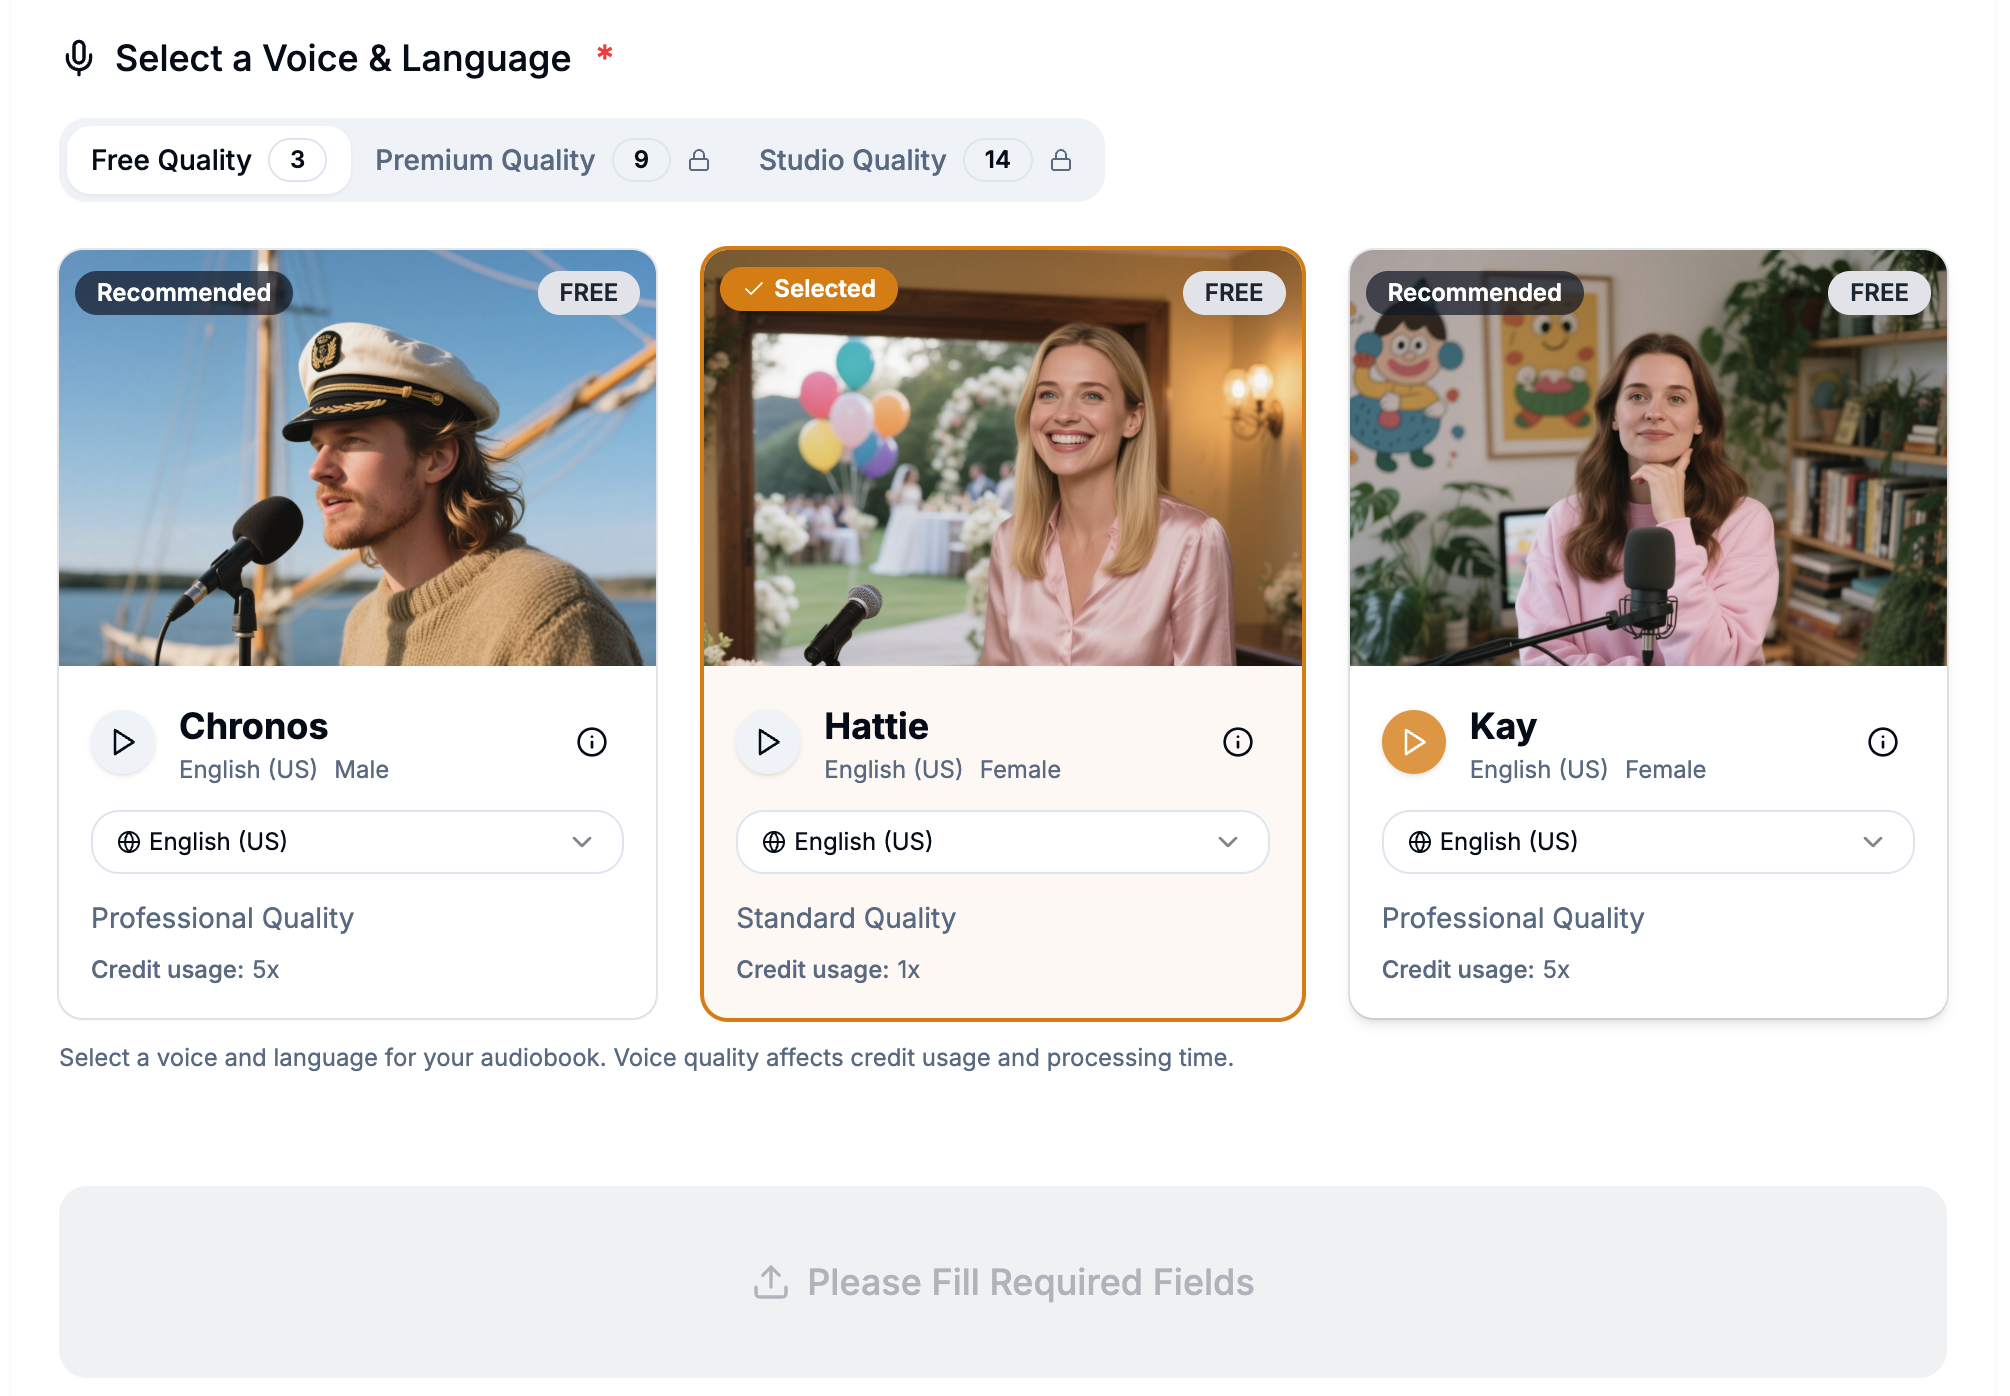 Select a Voice & Language *
Free Quality 3 Premium Quality 9 Studio Quality 14
Recommended FREE
Selected FREE
Recommended FREE
Chronos
English (US) Male
English (US)
Professional Quality
Credit usage: 5x
Hattie
English (US) Female
English (US)
Standard Quality
Credit usage: 1x
Kay
English (US) Female
English (US)
Professional Quality
Credit usage: 5x
Select a voice and language for your audiobook. Voice quality affects credit usage and processing time.
Please Fill Required Fields